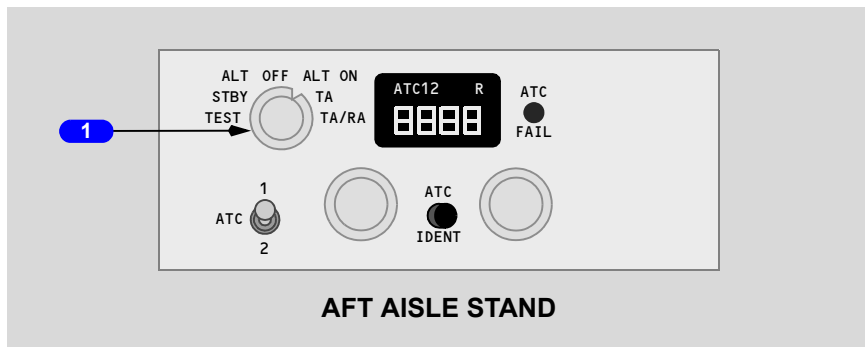 ALT OFF ALT ON
STBY TA
TEST TA/RA
1
ATC12 R
8888
ATC
FAIL
1
ATC
2
ATC
IDENT
AFT AISLE STAND